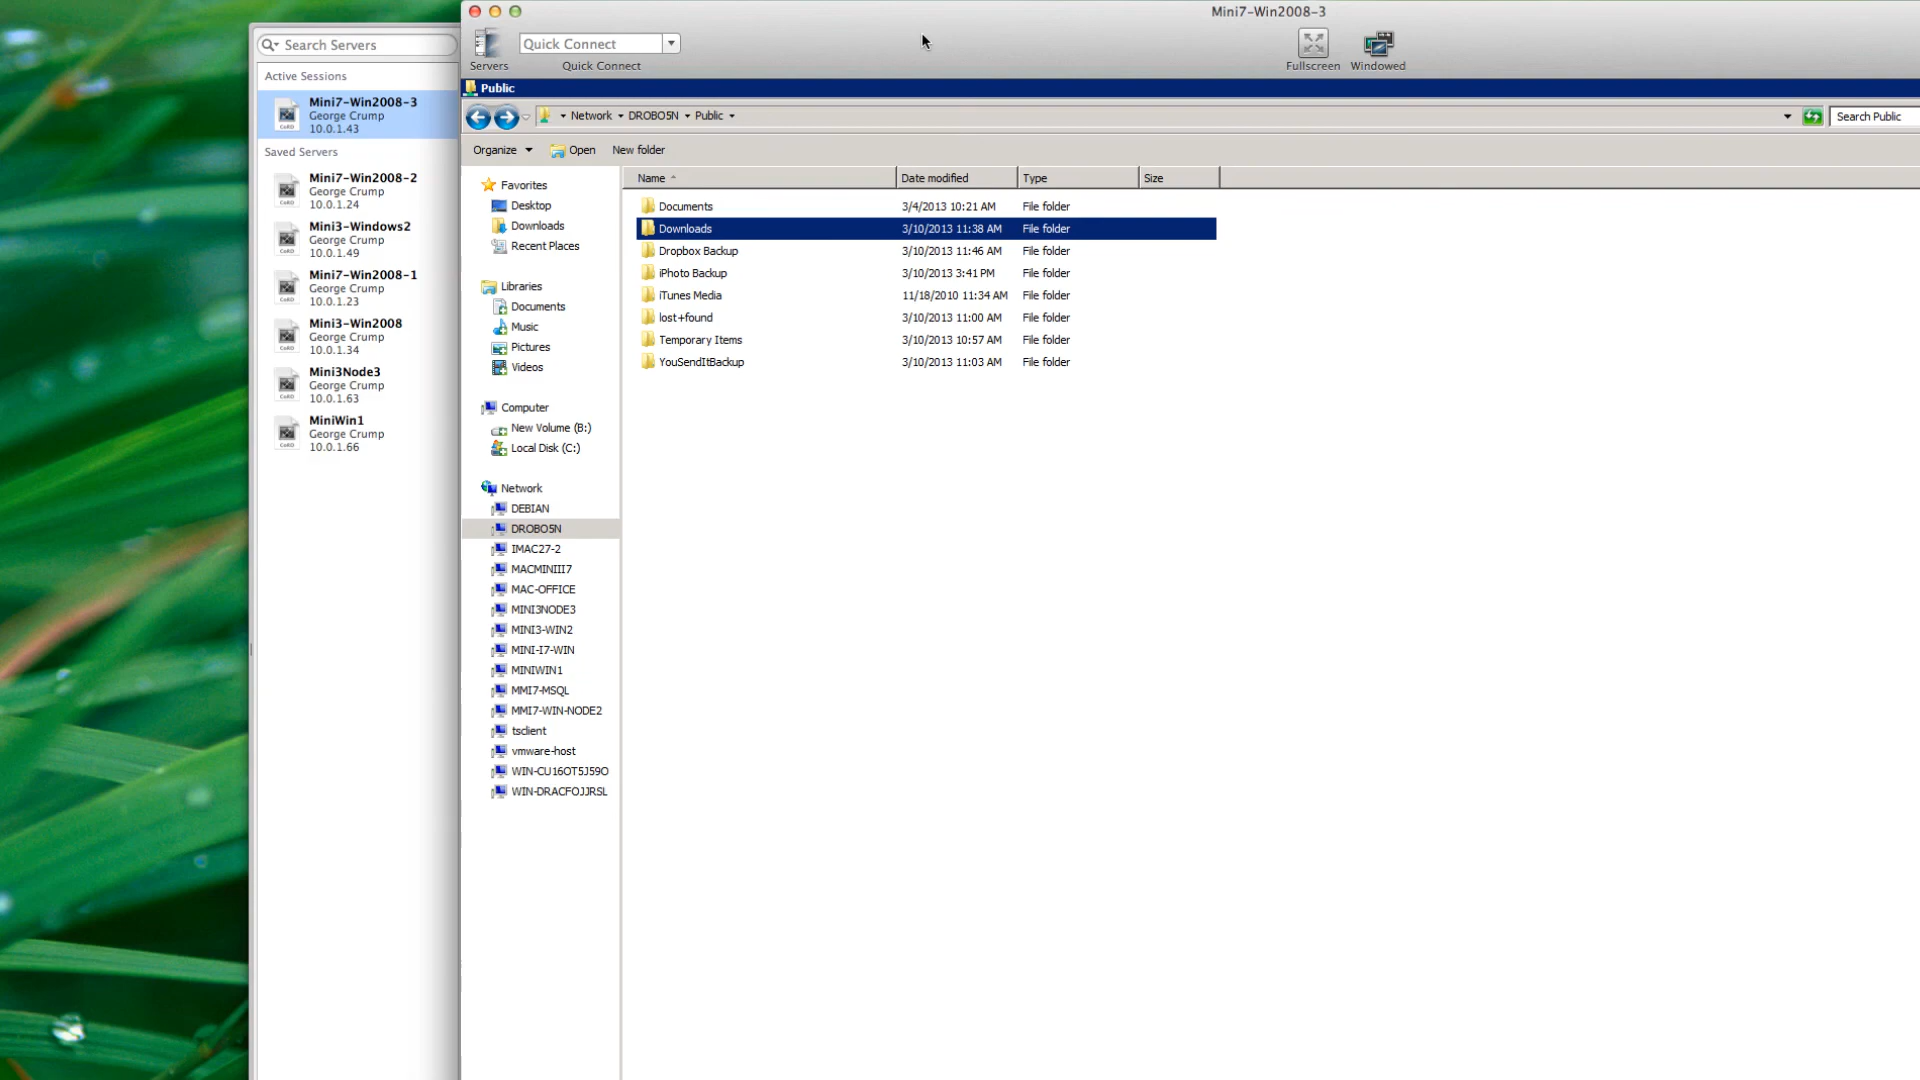 Mini7-Win2008-3
Search Servers
Active Sessions
Mini7-Win2008-3
George Crump
10.0.1.43
Saved Servers
Mini7-Win2008-2
George Crump
10.0.1.24
Mini3-Windows2
George Crump
10.0.1.49
Mini7-Win2008-1
George Crump
10.0.1.23
Mini3-Win2008
George Crump
10.0.1.34
Mini3Node3
George Crump
10.0.1.63
MiniWin1
George Crump
10.0.1.66
Quick Connect
Servers
Quick Connect
Fullscreen
Windowed
Public
Network DROBO5N Public
Search Public
Organize Open New folder
Favorites
Desktop
Downloads
Recent Places
Libraries
Documents
Music
Pictures
Videos
Computer
New Volume (B:)
Local Disk (C:)
Network
DEBIAN
DROBO5N
IMAC27-2
MACMINII7
MAC-OFFICE
MINI3NODE3
MINI3-WIN2
MINI-I7-WIN
MINIWIN1
MMI7-MSQL
MMI7-WIN-NODE2
tsclient
vmware-host
WIN-CU16OT5J59O
WIN-DRACFOJJRSL
Name Date modified Type Size
Documents 3/4/2013 10:21 AM File folder
Downloads 3/10/2013 11:38 AM File folder
Dropbox Backup 3/10/2013 11:46 AM File folder
iPhoto Backup 3/10/2013 3:41 PM File folder
iTunes Media 11/18/2010 11:34 AM File folder
lost+found 3/10/2013 11:00 AM File folder
Temporary Items 3/10/2013 10:57 AM File folder
YouSendItBackup 3/10/2013 11:03 AM File folder